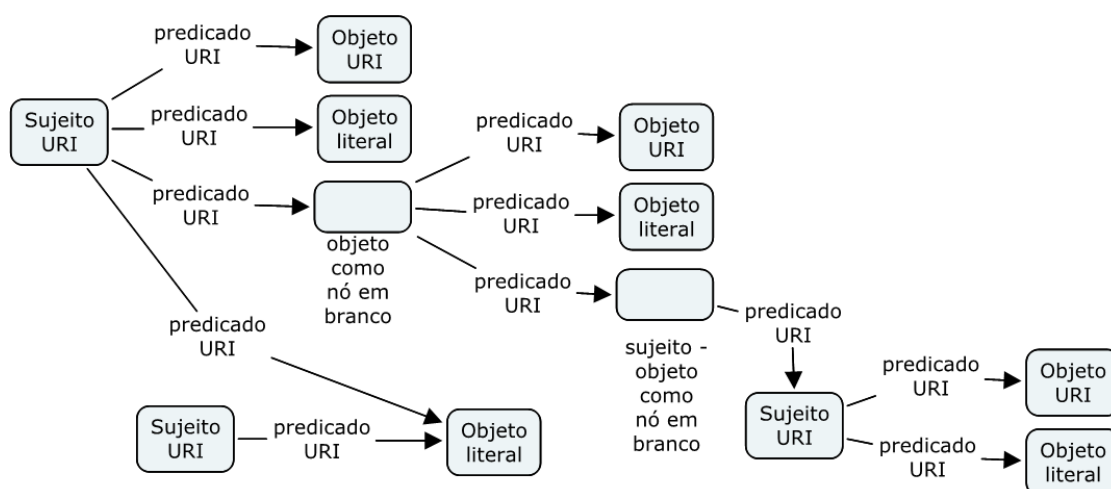 predicado
URI
Objeto
URI
Sujeito
URI
predicado
URI
Objeto
literal
predicado
URI
objeto
como
nó em
branco
predicado
URI
Objeto
URI
predicado
URI
Objeto
literal
predicado
URI
sujeito -
objeto
como
nó em
branco
predicado
URI
predicado
URI
Sujeito
URI
predicado
URI
Objeto
literal
Sujeito
URI
predicado
URI
Objeto
URI
predicado
URI
Objeto
literal